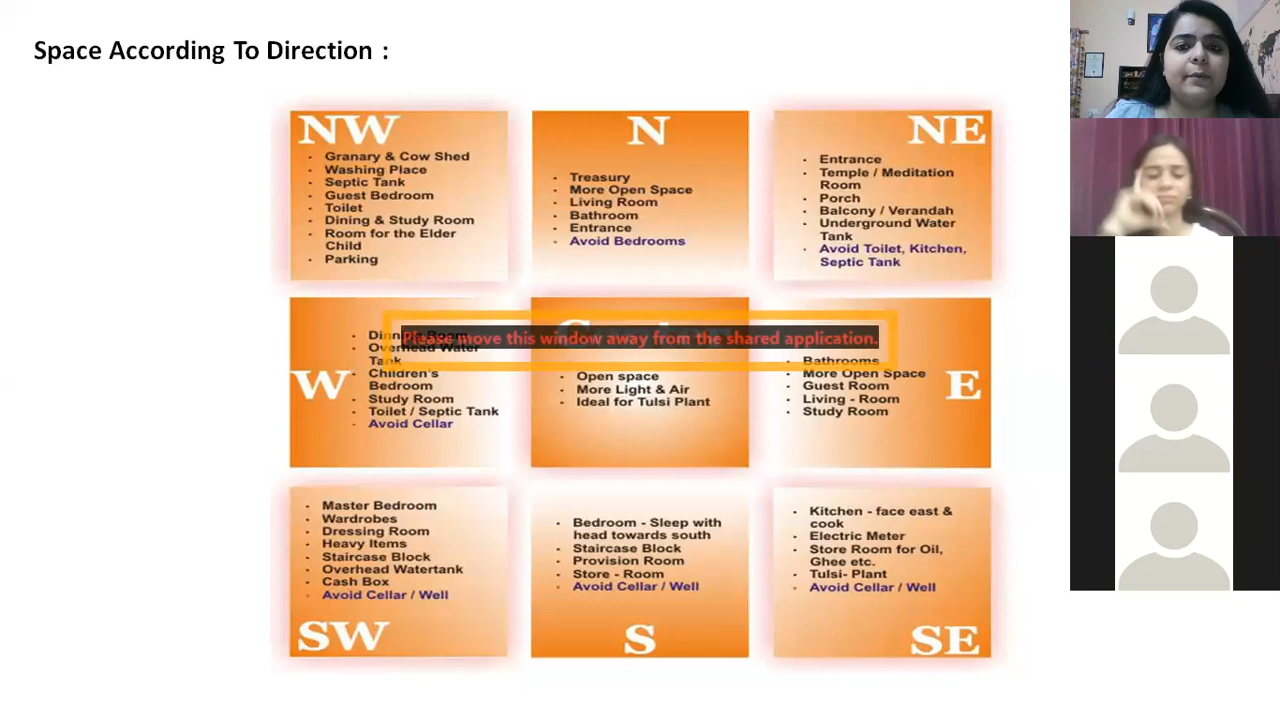 Space According To Direction :
NW
Granary & Cow Shed
Washing Place
Septic Tank
Guest Bedroom
Toilet
Dining & Study Room
Room for the Elder
Child
Parking
N
Treasury
More Open Space
Living Room
Bathroom
Entrance
Avoid Bedrooms
NE
Entrance
Temple / Meditation
Room
Porch
Balcony / Verandah
Underground Water
Tank
Avoid Toilet, Kitchen,
Septic Tank
W
Room
Overhead Water
Tank
Children's
Bedroom
Study Room
Toilet / Septic Tank
Avoid Cellar
Please move this window away from the shared application.
Open space
More Light & Air
Ideal for Tulsi Plant
E
Bathrooms
More Open Space
Guest Room
Living - Room
Study Room
Master Bedroom
Wardrobes
Dressing Room
Heavy Items
Staircase Block
Overhead Watertank
Cash Box
Avoid Cellar / Well
SW
Bedroom - Sleep with
head towards south
Staircase Block
Provision Room
Store - Room
Avoid Cellar / Well
S
Kitchen - face east &
cook
Electric Meter
Store Room for Oil,
Ghee etc.
Tulsi- Plant
Avoid Cellar / Well
SE